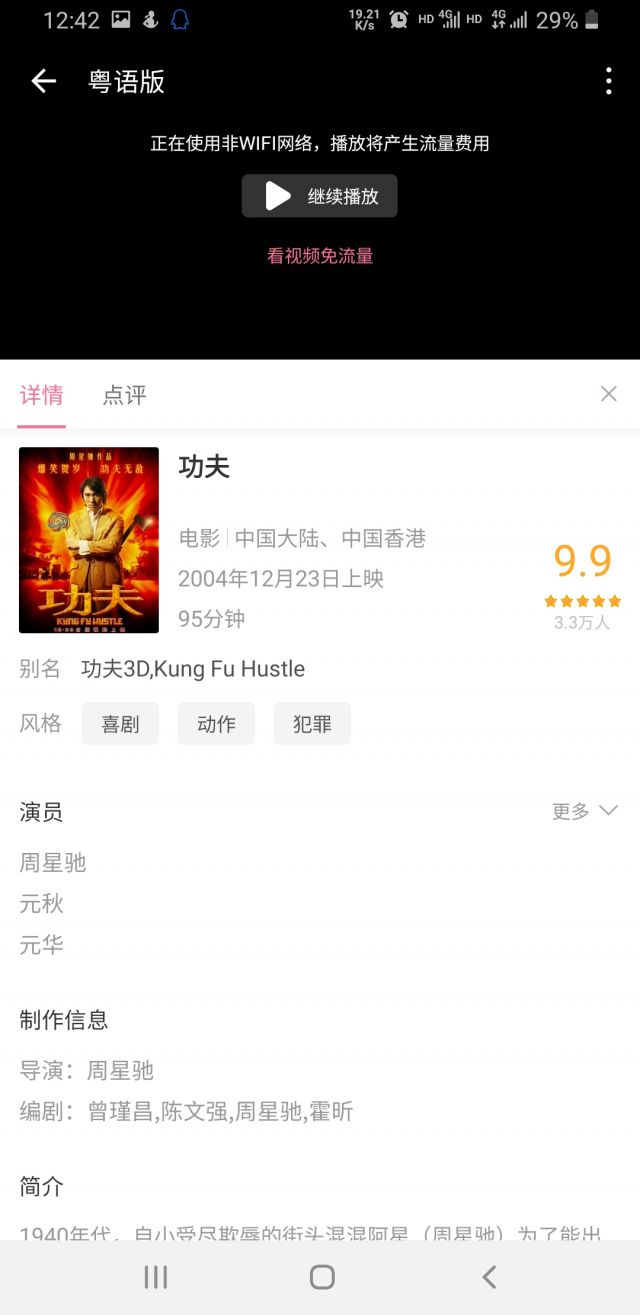 12:42
19.21 K/s HD 4G HD 4G 29%
粤语版
正在使用非WIFI网络，播放将产生流量费用
继续播放
看视频免流量
详情 点评
周星驰作品
爆笑贺岁 功夫无敌
功夫
KUNG FU HUSTLE
功夫
电影 中国大陆、中国香港
2004年12月23日上映
95分钟
9.9
3.3万人
别名 功夫3D,Kung Fu Hustle
风格 喜剧 动作 犯罪
演员 更多
周星驰
元秋
元华
制作信息
导演：周星驰
编剧：曾瑾昌,陈文强,周星驰,霍昕
简介
1940年代，自小受尽欺辱的街头混混阿星（周星驰）为了能出